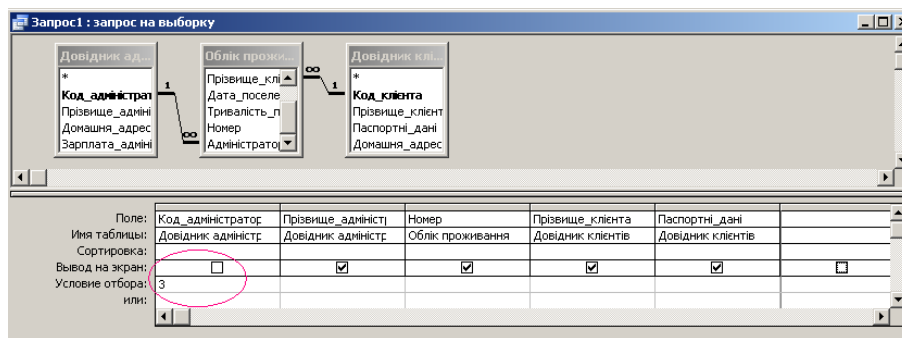 Запрос1 : запрос на выборку
Довідник ад...
*
Код_адміністрат
Прізвище_адміні
Домашня_адрес
Зарплата_адміні
Облік прожи...
Прізвище_клі
Дата_поселе
Тривалість_п
Номер
Адміністратор
Довідник клі...
*
Код_клієнта
Прізвище_клієнт
Паспортні_дані
Домашня_адрес
1 ∞ ∞ 1
Поле: Код_адміністратор Прізвище_адмініст Номер Прізвище_клієнта Паспортні_дані
Имя таблицы: Довідник адміністр Довідник адміністр Облік проживання Довідник клієнтів Довідник клієнтів
Сортировка:
Вывод на экран:
Условие отбора: 3
или: